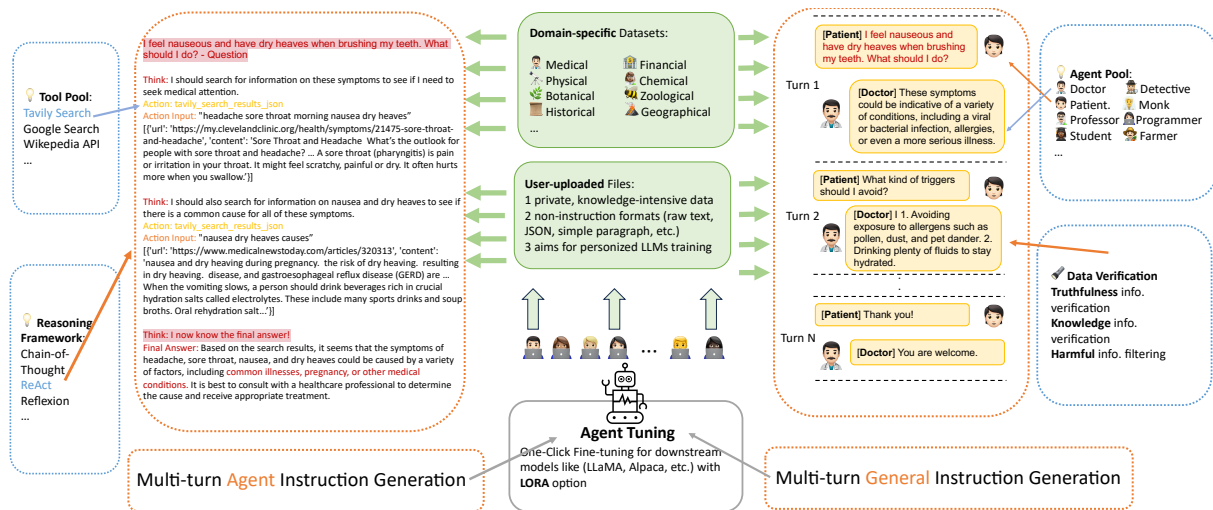 Tool Pool:
Tavily Search
Google Search
Wikepedia API
...
Reasoning
Framework:
Chain-of-
Thought
ReAct
Reflexion
...
I feel nauseous and have dry heaves when brushing my teeth. What
should I do? - Question
Think: I should search for information on these symptoms to see if I need to
seek medical attention.
Action: tavily_search_results_json
Action Input: "headache sore throat morning nausea dry heaves"
[{'url': 'https://my.clevelandclinic.org/health/symptoms/21475-sore-throat-
and-headache', 'content': 'Sore Throat and Headache What's the outlook for
people with sore throat and headache? ... A sore throat (pharyngitis) is pain
or irritation in your throat. It might feel scratchy, painful or dry. It often hurts
more when you swallow.'}]
Think: I should also search for information on nausea and dry heaves to see if
there is a common cause for all of these symptoms.
Action: tavily_search_results_json
Action Input: "nausea dry heaves causes"
[{'url': 'https://www.medicalnewstoday.com/articles/320313', 'content':
'nausea and dry heaving during pregnancy. the risk of dry heaving. resulting
in dry heaving. disease, and gastroesophageal reflux disease (GERD) are ...
When the vomiting slows, a person should drink beverages rich in crucial
hydration salts called electrolytes. These include many sports drinks and soup
broths. Oral rehydration salt...'}]
Think: I now know the final answer!
Final Answer: Based on the search results, it seems that the symptoms of
headache, sore throat, nausea, and dry heaves could be caused by a variety
of factors, including common illnesses, pregnancy, or other medical
conditions. It is best to consult with a healthcare professional to determine
the cause and receive appropriate treatment.
Domain-specific Datasets:
Medical Financial
Physical Chemical
Botanical Zoological
Historical Geographical
...
User-uploaded Files:
1 private, knowledge-intensive data
2 non-instruction formats (raw text,
JSON, simple paragraph, etc.)
3 aims for personized LLMs training
...
Agent Tuning
One-Click Fine-tuning for downstream
models like (LLaMA, Alpaca, etc.) with
LORA option
[Patient] I feel nauseous and
have dry heaves when brushing
my teeth. What should I do?
Turn 1
[Doctor] These symptoms
could be indicative of a variety
of conditions, including a viral
or bacterial infection, allergies,
or even a more serious illness.
[Patient] What kind of triggers
should I avoid?
Turn 2
[Doctor] I 1. Avoiding
exposure to allergens such as
pollen, dust, and pet dander. 2.
Drinking plenty of fluids to stay
hydrated.
[Patient] Thank you!
Turn N
[Doctor] You are welcome.
Agent Pool:
Doctor Detective
Patient. Monk
Professor Programmer
Student Farmer
...
Data Verification
Truthfulness info.
verification
Knowledge info.
verification
Harmful info. filtering
Multi-turn Agent Instruction Generation
Multi-turn General Instruction Generation